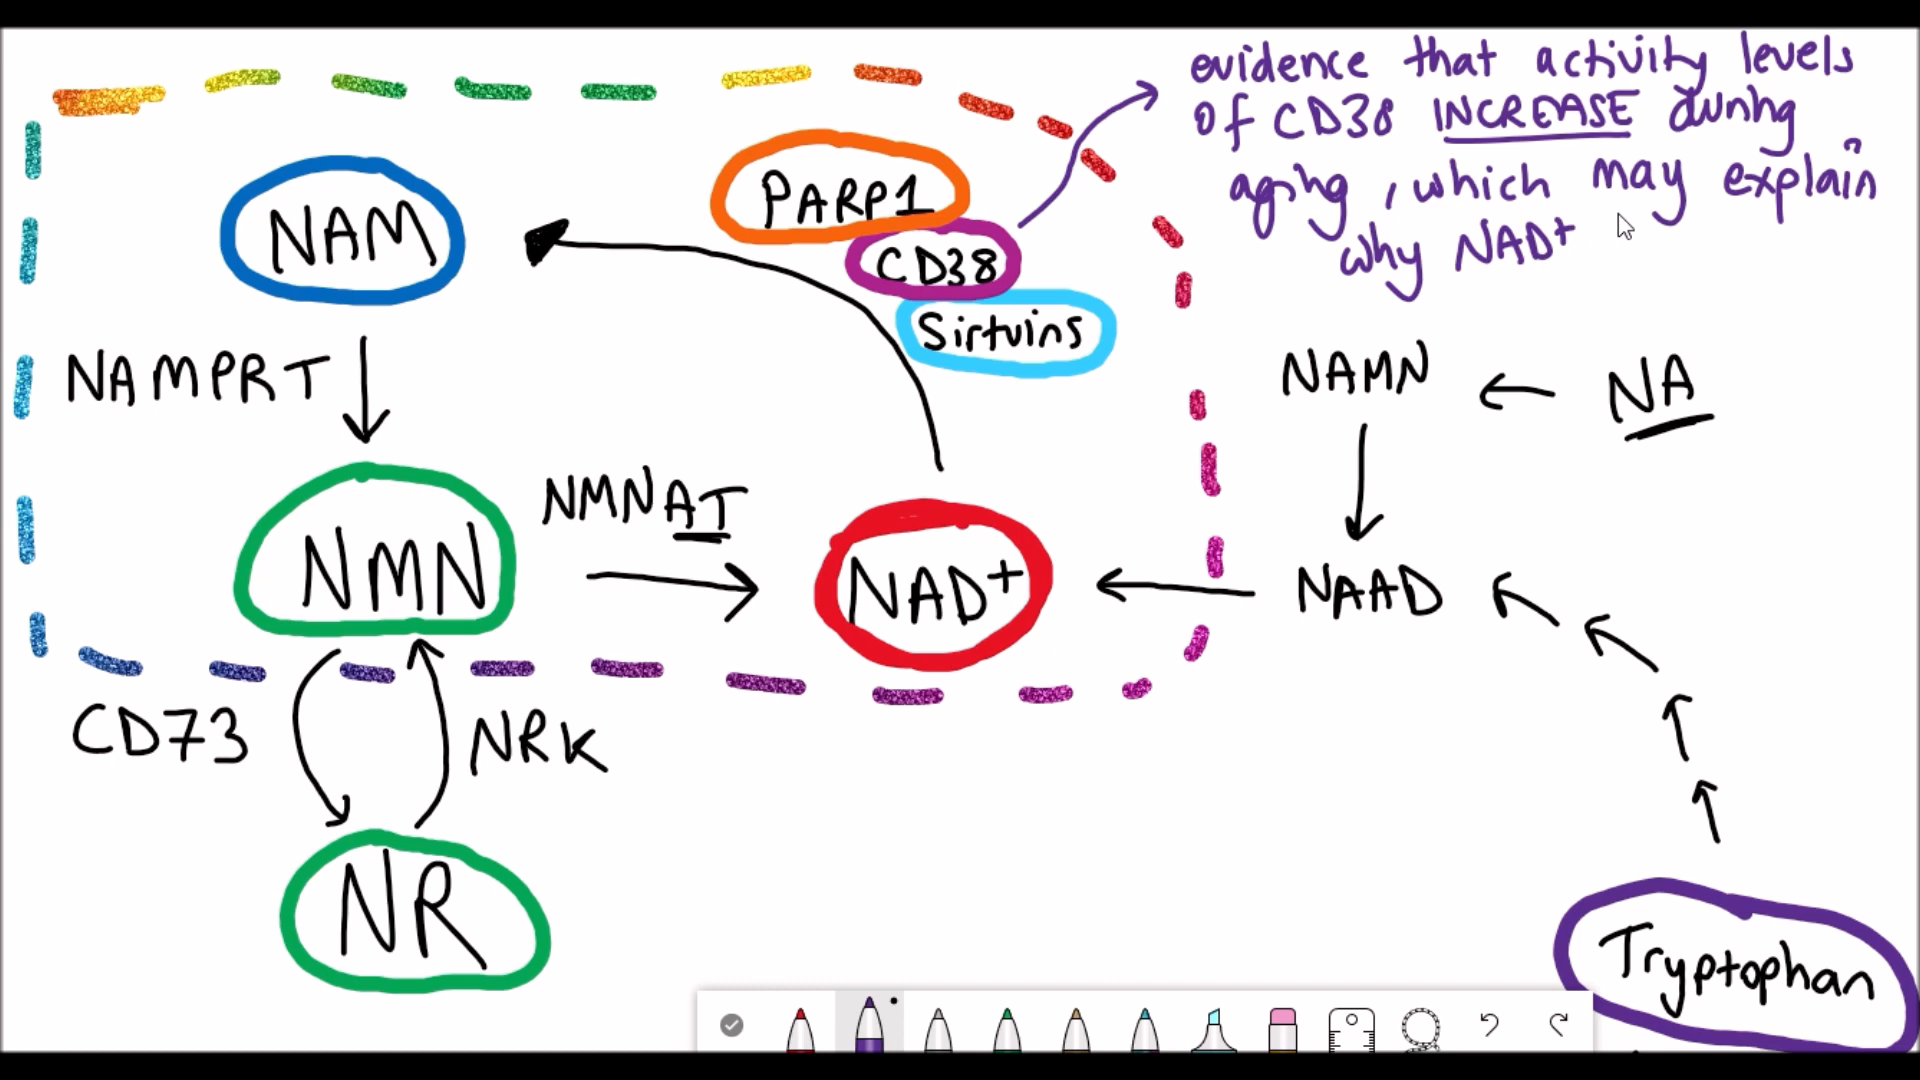 evidence that activity levels
of CD38 INCREASE during
aging, which may explain
why NAD+
PARP1
NAM
CD38
Sirtuins
NAMPRT
NAMN
NA
NMNAT
NMN
NAD+
NAAD
CD73
NRK
NR
Tryptophan